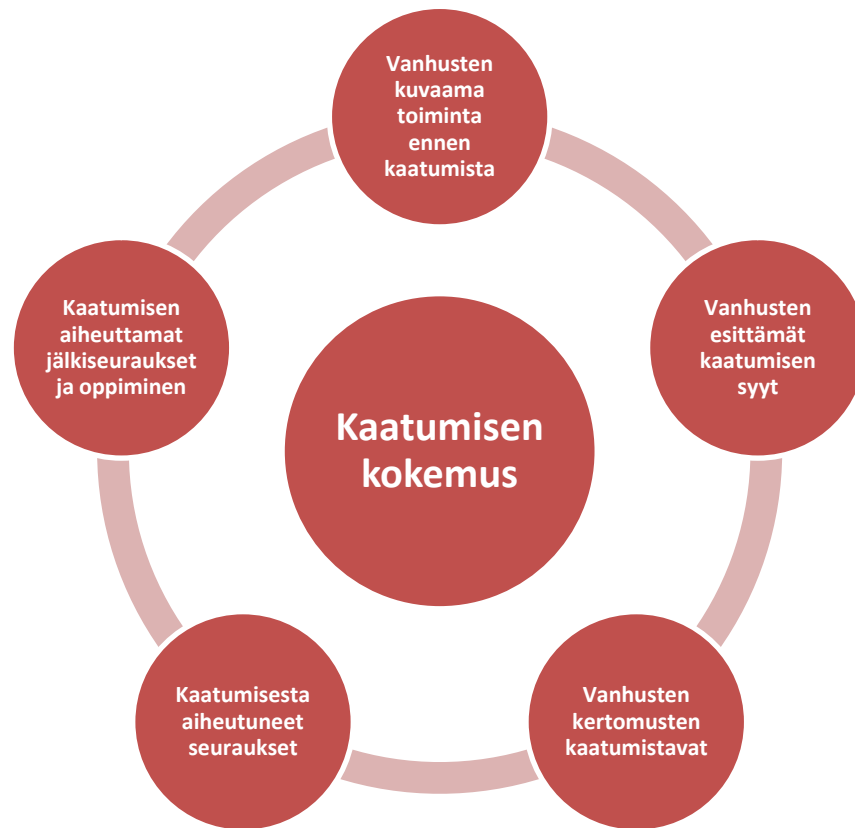 Vanhusten
kuvaama
toiminta
ennen
kaatumista
Vanhusten
esittämät
kaatumisen
syyt
Vanhusten
kertomusten
kaatumistavat
Kaatumisesta
aiheutuneet
seuraukset
Kaatumisen
aiheuttamat
jälkiseuraukset
ja oppiminen
Kaatumisen
kokemus